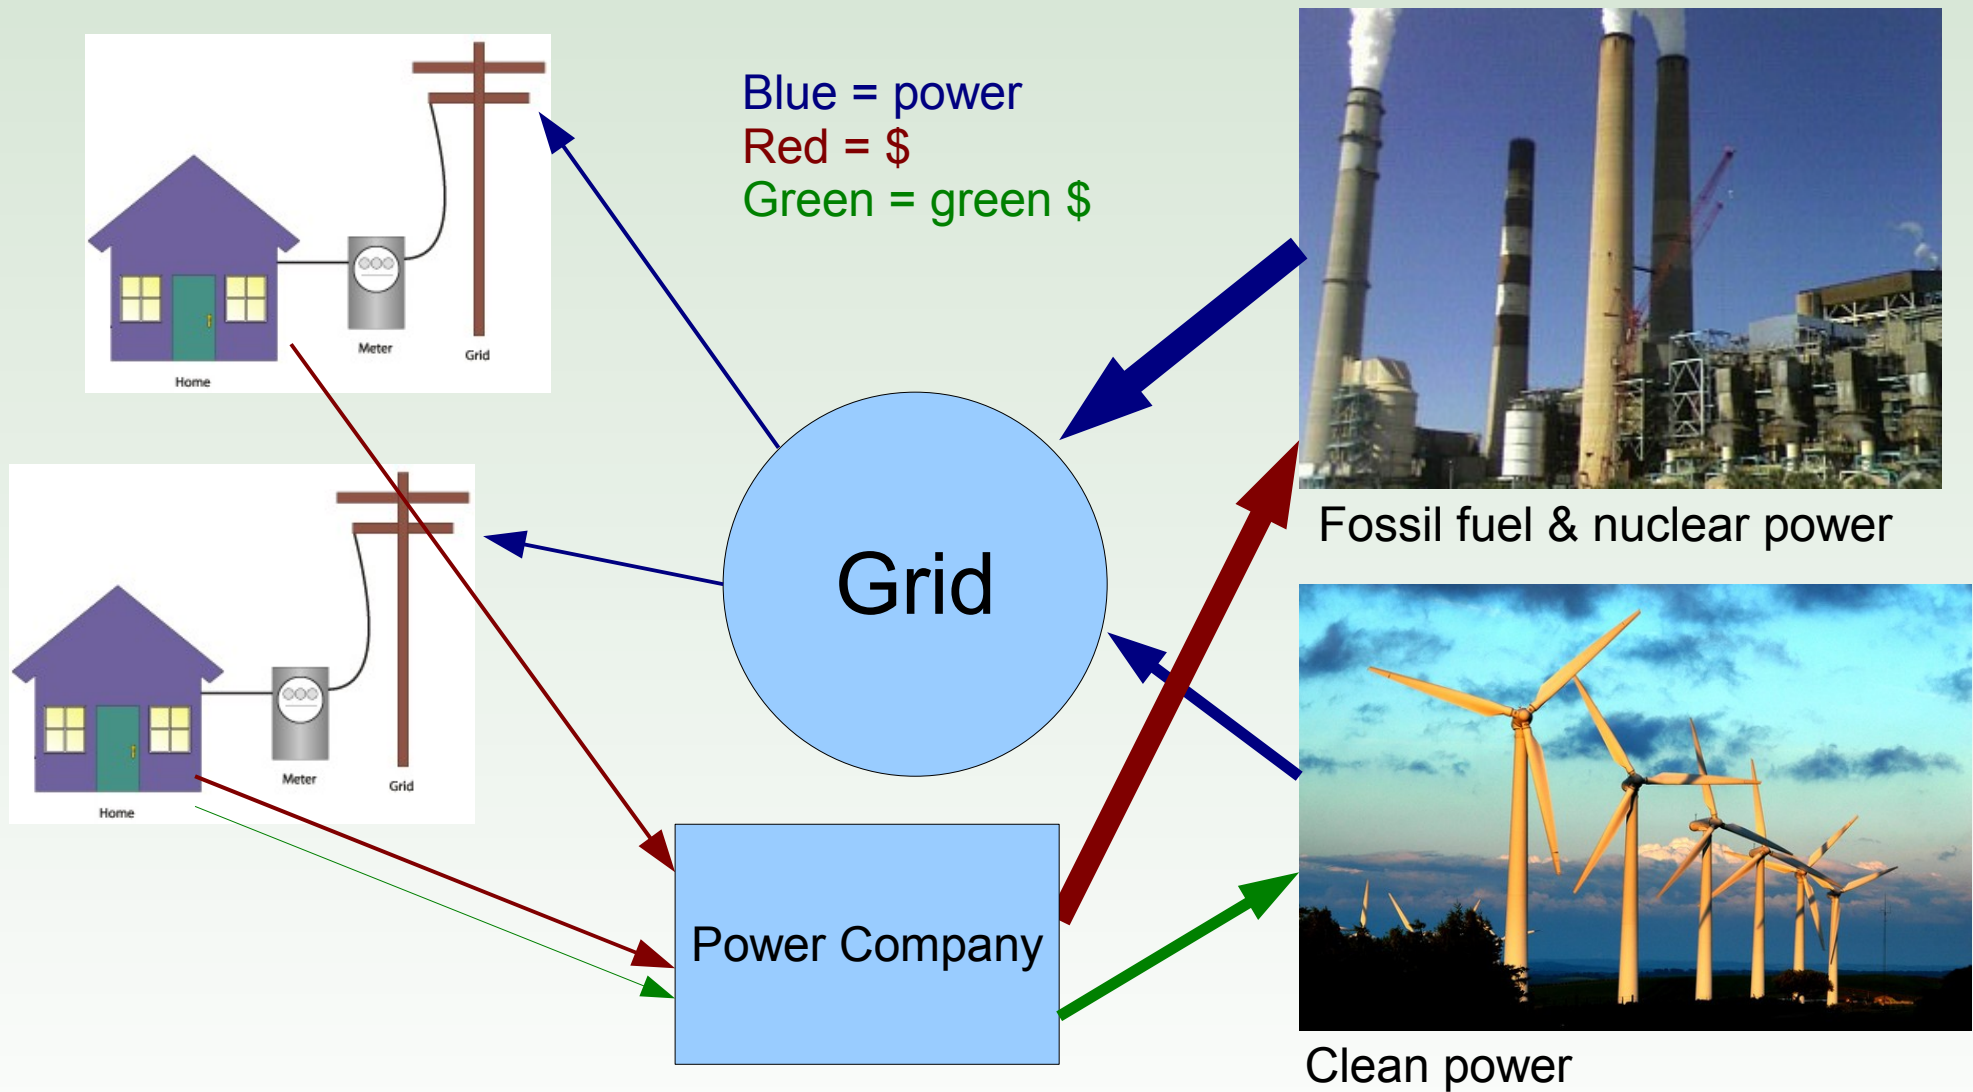 Blue = power
Red = $
Green = green $
Meter
Grid
Home
Fossil fuel & nuclear power
Grid
Meter
Grid
Home
Power Company
Clean power